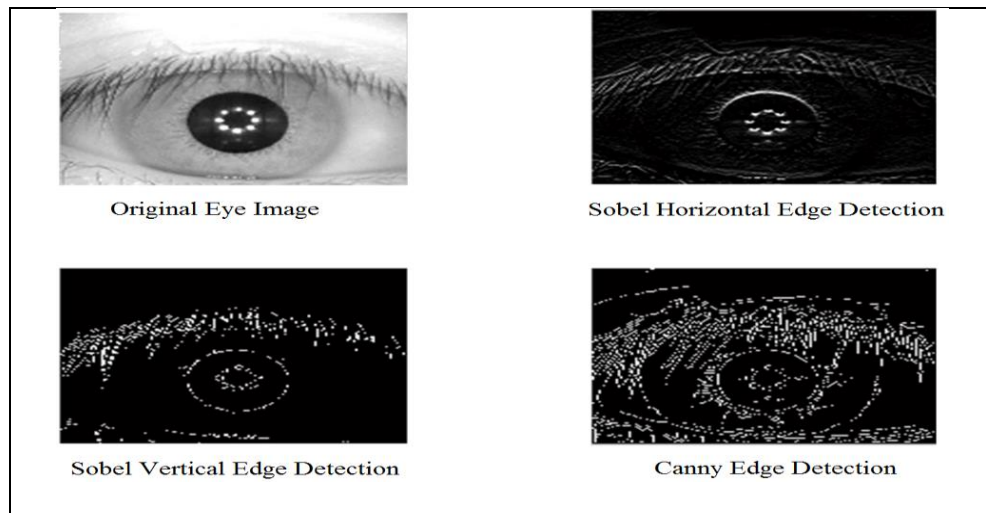 Original Eye Image
Sobel Horizontal Edge Detection
Sobel Vertical Edge Detection
Canny Edge Detection